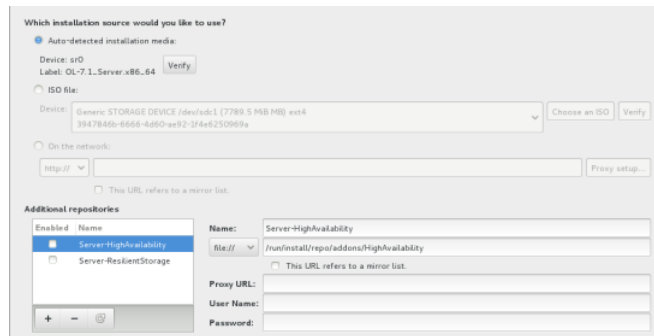 Which installation source would you like to use?
Auto-detected installation media:
Device: sr0
Label: OL-7.1_Server.x86_64
Verify
ISO file:
Device:
Generic STORAGE DEVICE /dev/sdc1 (7789.5 MiB MB) ext4
3947846b-6666-4d60-ae92-1f4e6250969a
Choose an ISO
Verify
On the network:
http://
Proxy setup...
This URL refers to a mirror list.
Additional repositories
Enabled Name
Server-HighAvailability
Server-ResilientStorage
+ −
Name: Server-HighAvailability
file:// /run/install/repo/addons/HighAvailability
This URL refers to a mirror list.
Proxy URL:
User Name:
Password: